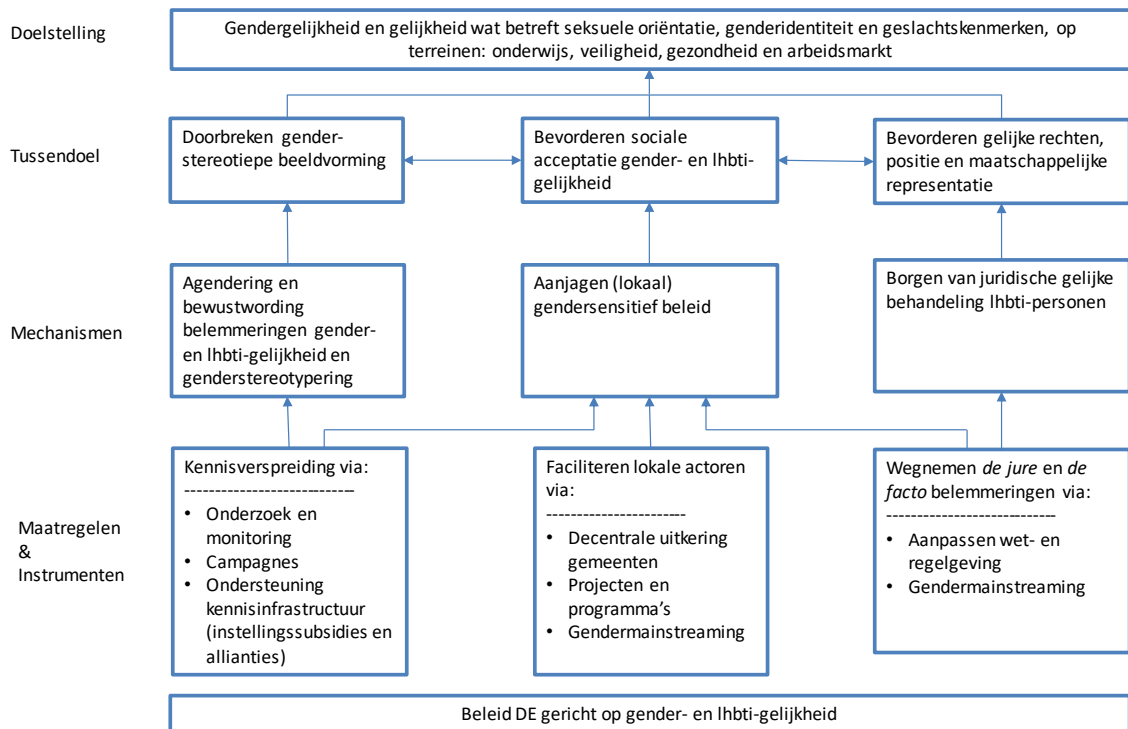 Doelstelling
Gendergelijkheid en gelijkheid wat betreft seksuele oriëntatie, genderidentiteit en geslachtskenmerken, op
terreinen: onderwijs, veiligheid, gezondheid en arbeidsmarkt
Tussendoel
Doorbreken gender-
stereotiepe beeldvorming
Bevorderen sociale
acceptatie gender- en lhbti-
gelijkheid
Bevorderen gelijke rechten,
positie en maatschappelijke
representatie
Mechanismen
Agendering en
bewustwording
belemmeringen gender-
en lhbti-gelijkheid en
genderstereotypering
Aanjagen (lokaal)
gendersensitief beleid
Borgen van juridische gelijke
behandeling lhbti-personen
Maatregelen
&
Instrumenten
Kennisverspreiding via:
----------------------------
• Onderzoek en
monitoring
• Campagnes
• Ondersteuning
kennisinfrastructuur
(instellingssubsidies en
allianties)
Faciliteren lokale actoren
via:
-----------------------
• Decentrale uitkering
gemeenten
• Projecten en
programma's
• Gendermainstreaming
Wegnemen de jure en de
facto belemmeringen via:
----------------------------
• Aanpassen wet- en
regelgeving
• Gendermainstreaming
Beleid DE gericht op gender- en lhbti-gelijkheid